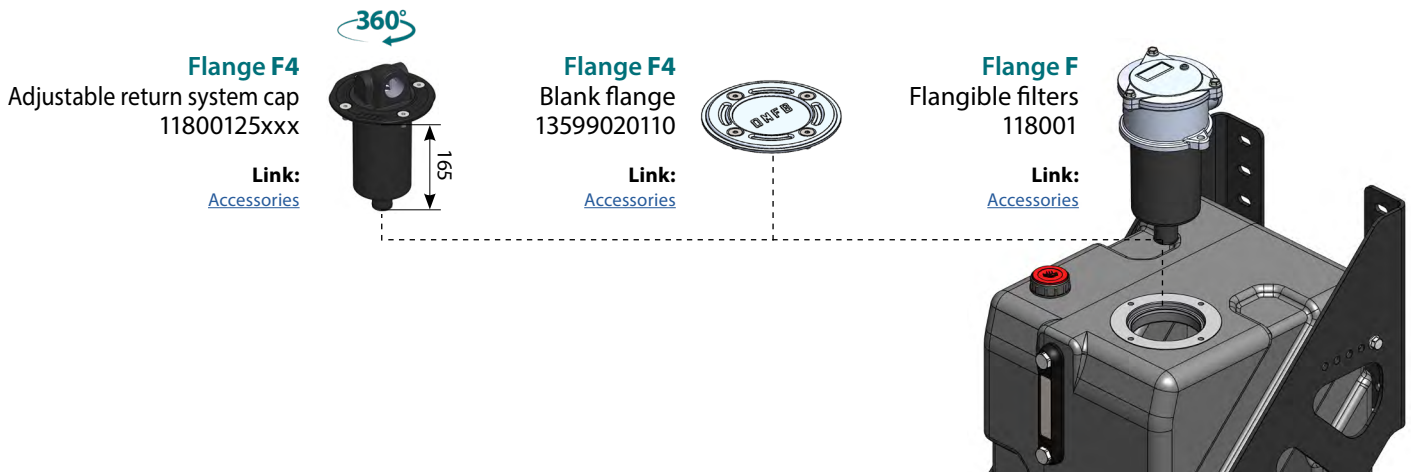 360°
Flange F4
Adjustable return system cap
11800125xxx
Link:
Accessories
165
Flange F4
Blank flange
13599020110
Link:
Accessories
OMFB
Flange F
Flangible filters
118001
Link:
Accessories